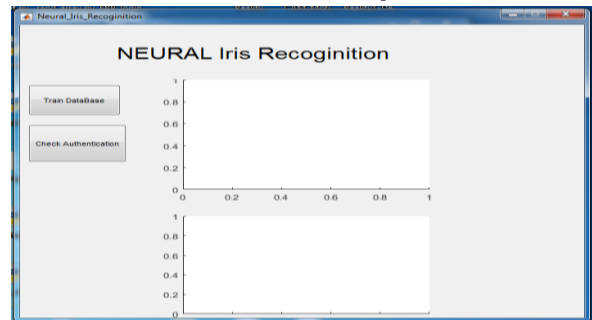 Neural_Iris_Recoginition
NEURAL Iris Recoginition
Train DataBase
Check Authentication
1
0.8
0.6
0.4
0.2
0
0 0.2 0.4 0.6 0.8 1
1
0.8
0.6
0.4
0.2
0